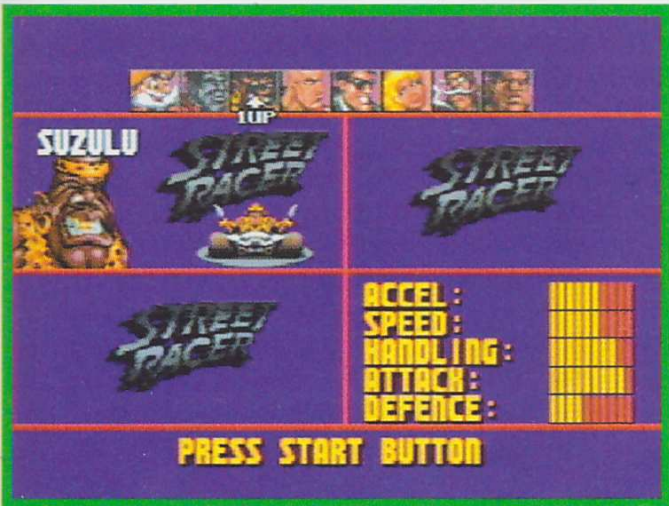 1UP
SUZULU
STREET
RACER
STREET
RACER
STREET
RACER
ACCEL:
SPEED:
HANDLING:
ATTACK:
DEFENCE:
PRESS START BUTTON